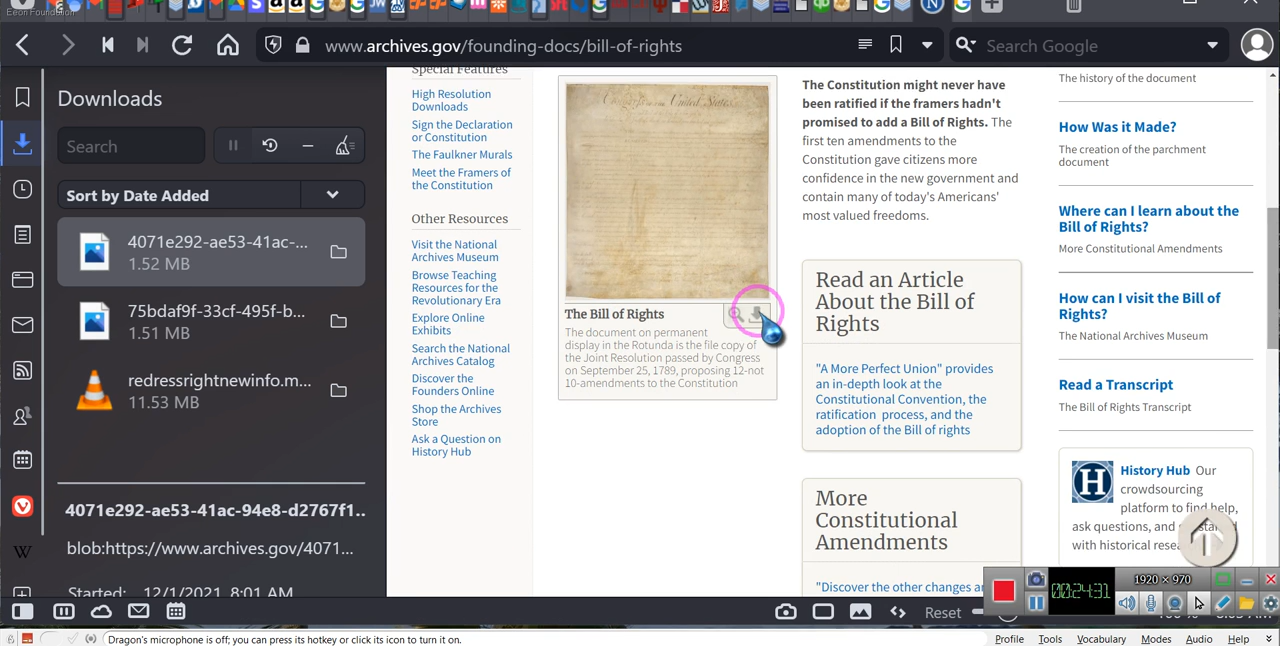 Eeon Foundation
www.archives.gov/founding-docs/bill-of-rights
Search Google
Downloads
Search
Sort by Date Added
4071e292-ae53-41ac-...
1.52 MB
75bdaf9f-33cf-495f-b...
1.51 MB
redressrightnewinfo.m...
11.53 MB
4071e292-ae53-41ac-94e8-d2767f1..
blob:https://www.archives.gov/4071...
Started: 12/1/2021, 8:01 AM
Special Features
High Resolution
Downloads
Sign the Declaration
or Constitution
The Faulkner Murals
Meet the Framers of
the Constitution
Other Resources
Visit the National
Archives Museum
Browse Teaching
Resources for the
Revolutionary Era
Explore Online
Exhibits
Search the National
Archives Catalog
Discover the
Founders Online
Shop the Archives
Store
Ask a Question on
History Hub
The Bill of Rights
The document on permanent
display in the Rotunda is the file copy of
the Joint Resolution passed by Congress
on September 25, 1789, proposing 12-not
10-amendments to the Constitution
The Constitution might never have
been ratified if the framers hadn't
promised to add a Bill of Rights. The
first ten amendments to the
Constitution gave citizens more
confidence in the new government and
contain many of today's Americans'
most valued freedoms.
Read an Article
About the Bill of
Rights
"A More Perfect Union" provides
an in-depth look at the
Constitutional Convention, the
ratification process, and the
adoption of the Bill of rights
More
Constitutional
Amendments
"Discover the other changes
The history of the document
How Was it Made?
The creation of the parchment
document
Where can I learn about the
Bill of Rights?
More Constitutional Amendments
How can I visit the Bill of
Rights?
The National Archives Museum
Read a Transcript
The Bill of Rights Transcript
H
History Hub Our
crowdsourcing
platform to find help,
ask questions, and
with historical
00:24:31
1920 × 970
Reset
Dragon's microphone is off; you can press its hotkey or click its icon to turn it on.
Profile Tools Vocabulary Modes Audio Help